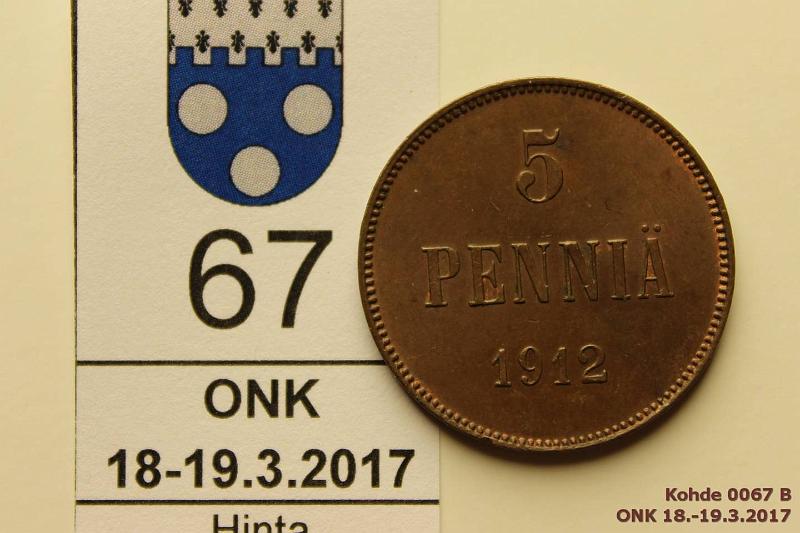 67
ONK
18-19.3.2017
Hinta
5
PENNIÄ
1912
Kohde 0067 B
ONK 18.-19.3.2017